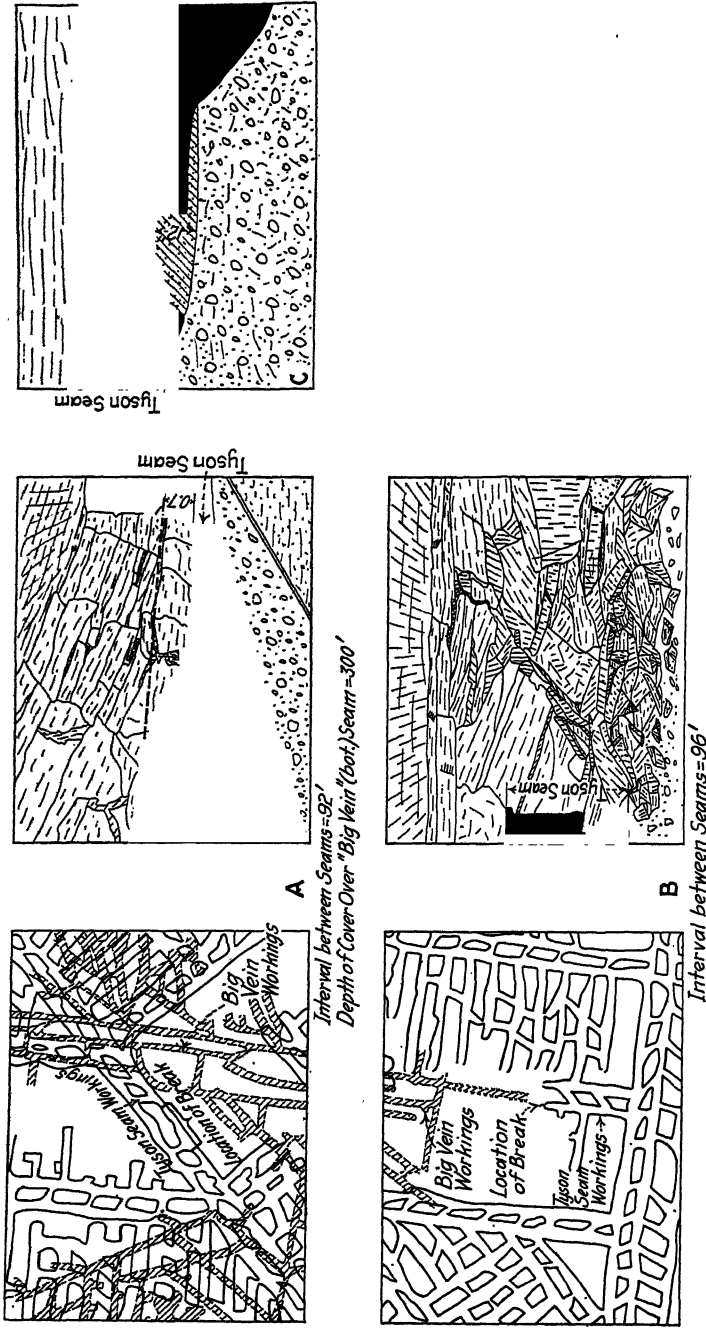 Tyson Seam
C
Tyson Seam
0.7'
A
Interval between Seams=92'
Depth of Cover Over "Big Vein"(bot.) Seam=300'
Tyson Seam Workings
Location of Break
Big
Vein
Workings
Tyson Seam
B
Interval between Seams=96'
Big Vein
Workings
Location
of Break
Tyson
Seam
Workings